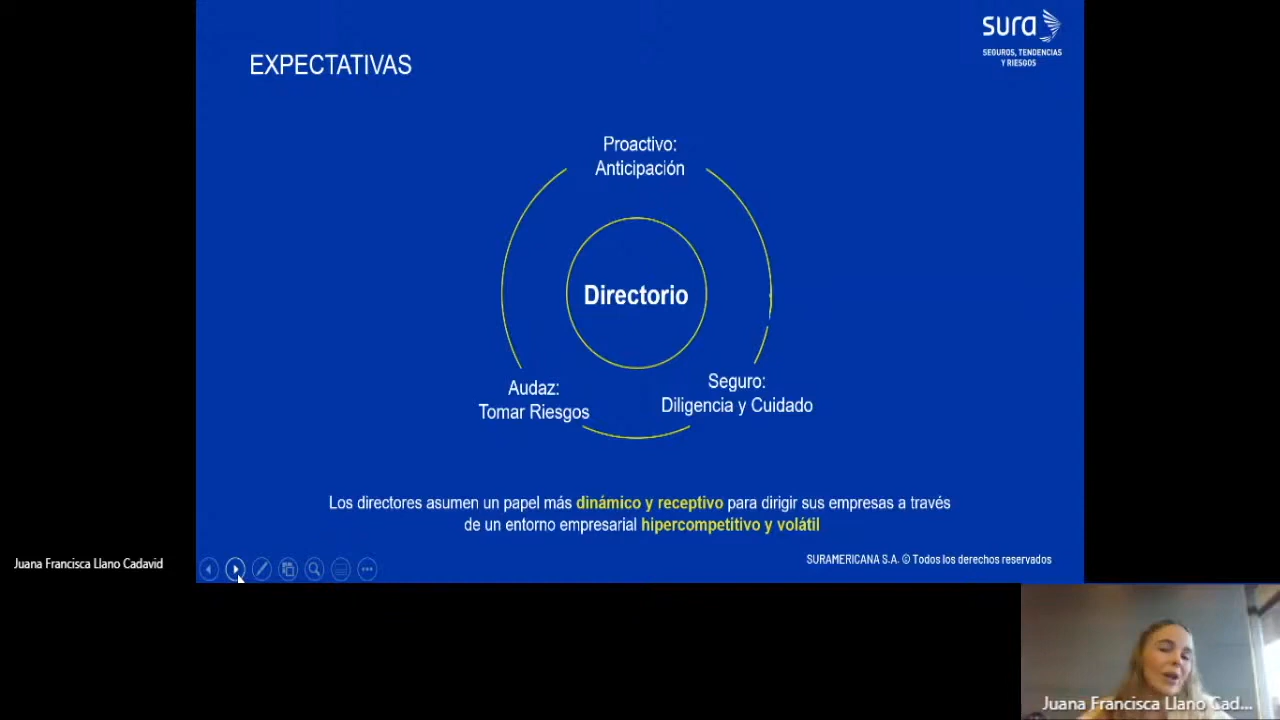 sura
SEGUROS, TENDENCIAS
Y RIESGOS
EXPECTATIVAS
Proactivo:
Anticipación
Directorio
Audaz:
Tomar Riesgos
Seguro:
Diligencia y Cuidado
Los directores asumen un papel más dinámico y receptivo para dirigir sus empresas a través
de un entorno empresarial hipercompetitivo y volátil
SURAMERICANA S.A. © Todos los derechos reservados
Juana Francisca Llano Cadavid
Juana Francisca Llano Cad...